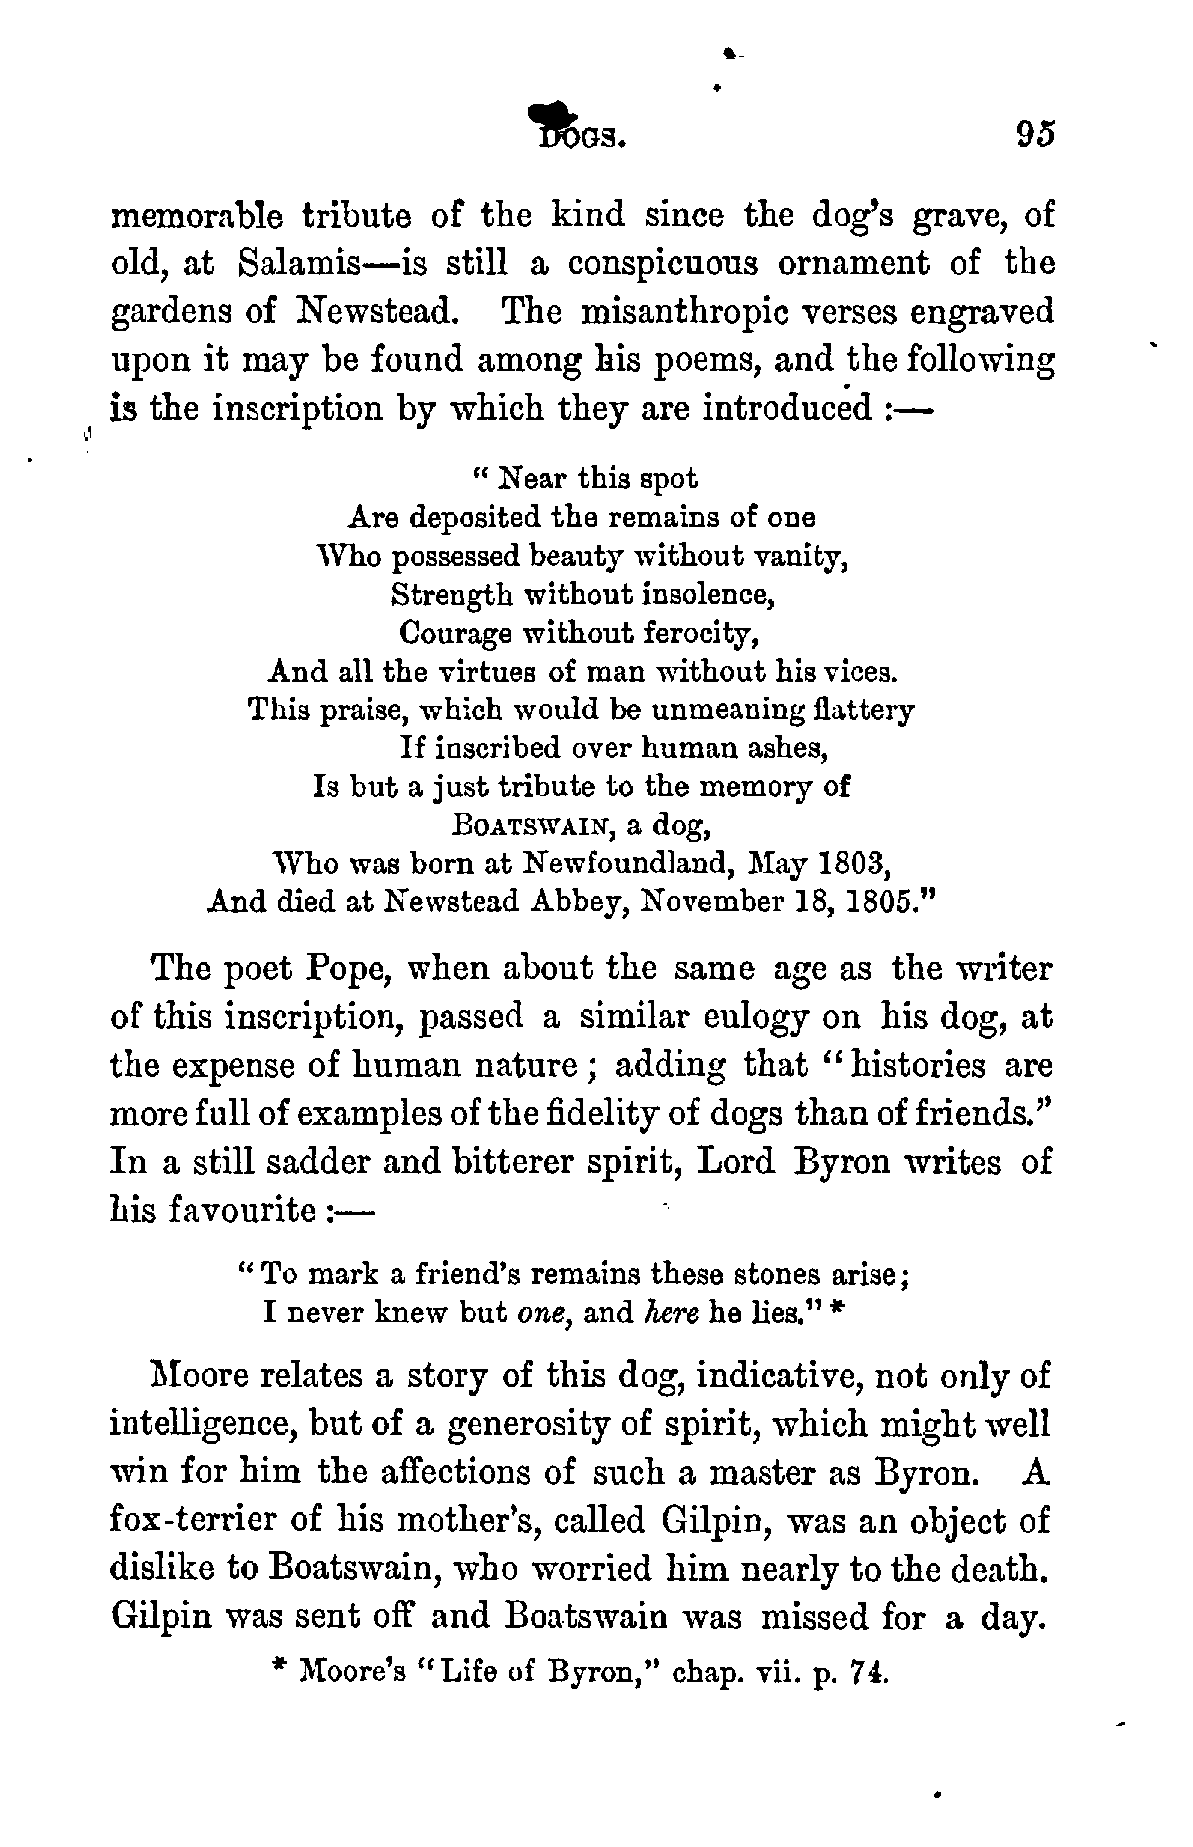 DOGS. 95
memorable tribute of the kind since the dog's grave, of
old, at Salamis—is still a conspicuous ornament of the
gardens of Newstead. The misanthropic verses engraved
upon it may be found among his poems, and the following
is the inscription by which they are introduced :—
" Near this spot
Are deposited the remains of one
Who possessed beauty without vanity,
Strength without insolence,
Courage without ferocity,
And all the virtues of man without his vices.
This praise, which would be unmeaning flattery
If inscribed over human ashes,
Is but a just tribute to the memory of
BOATSWAIN, a dog,
Who was born at Newfoundland, May 1803,
And died at Newstead Abbey, November 18, 1805."
The poet Pope, when about the same age as the writer
of this inscription, passed a similar eulogy on his dog, at
the expense of human nature ; adding that " histories are
more full of examples of the fidelity of dogs than of friends."
In a still sadder and bitterer spirit, Lord Byron writes of
his favourite :—
" To mark a friend's remains these stones arise;
I never knew but one, and here he lies." *
Moore relates a story of this dog, indicative, not only of
intelligence, but of a generosity of spirit, which might well
win for him the affections of such a master as Byron. A
fox-terrier of his mother's, called Gilpin, was an object of
dislike to Boatswain, who worried him nearly to the death.
Gilpin was sent off and Boatswain was missed for a day.
* Moore's "Life of Byron," chap. vii. p. 74.